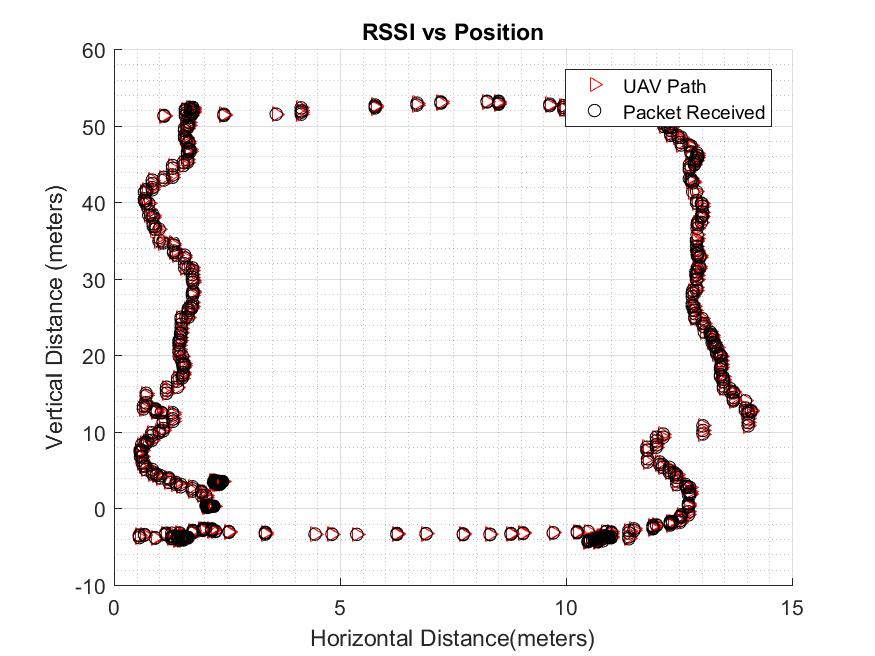 RSSI vs Position
60
50
40
30
20
10
0
-10
0
5
10
15
Vertical Distance (meters)
Horizontal Distance(meters)
UAV Path
Packet Received